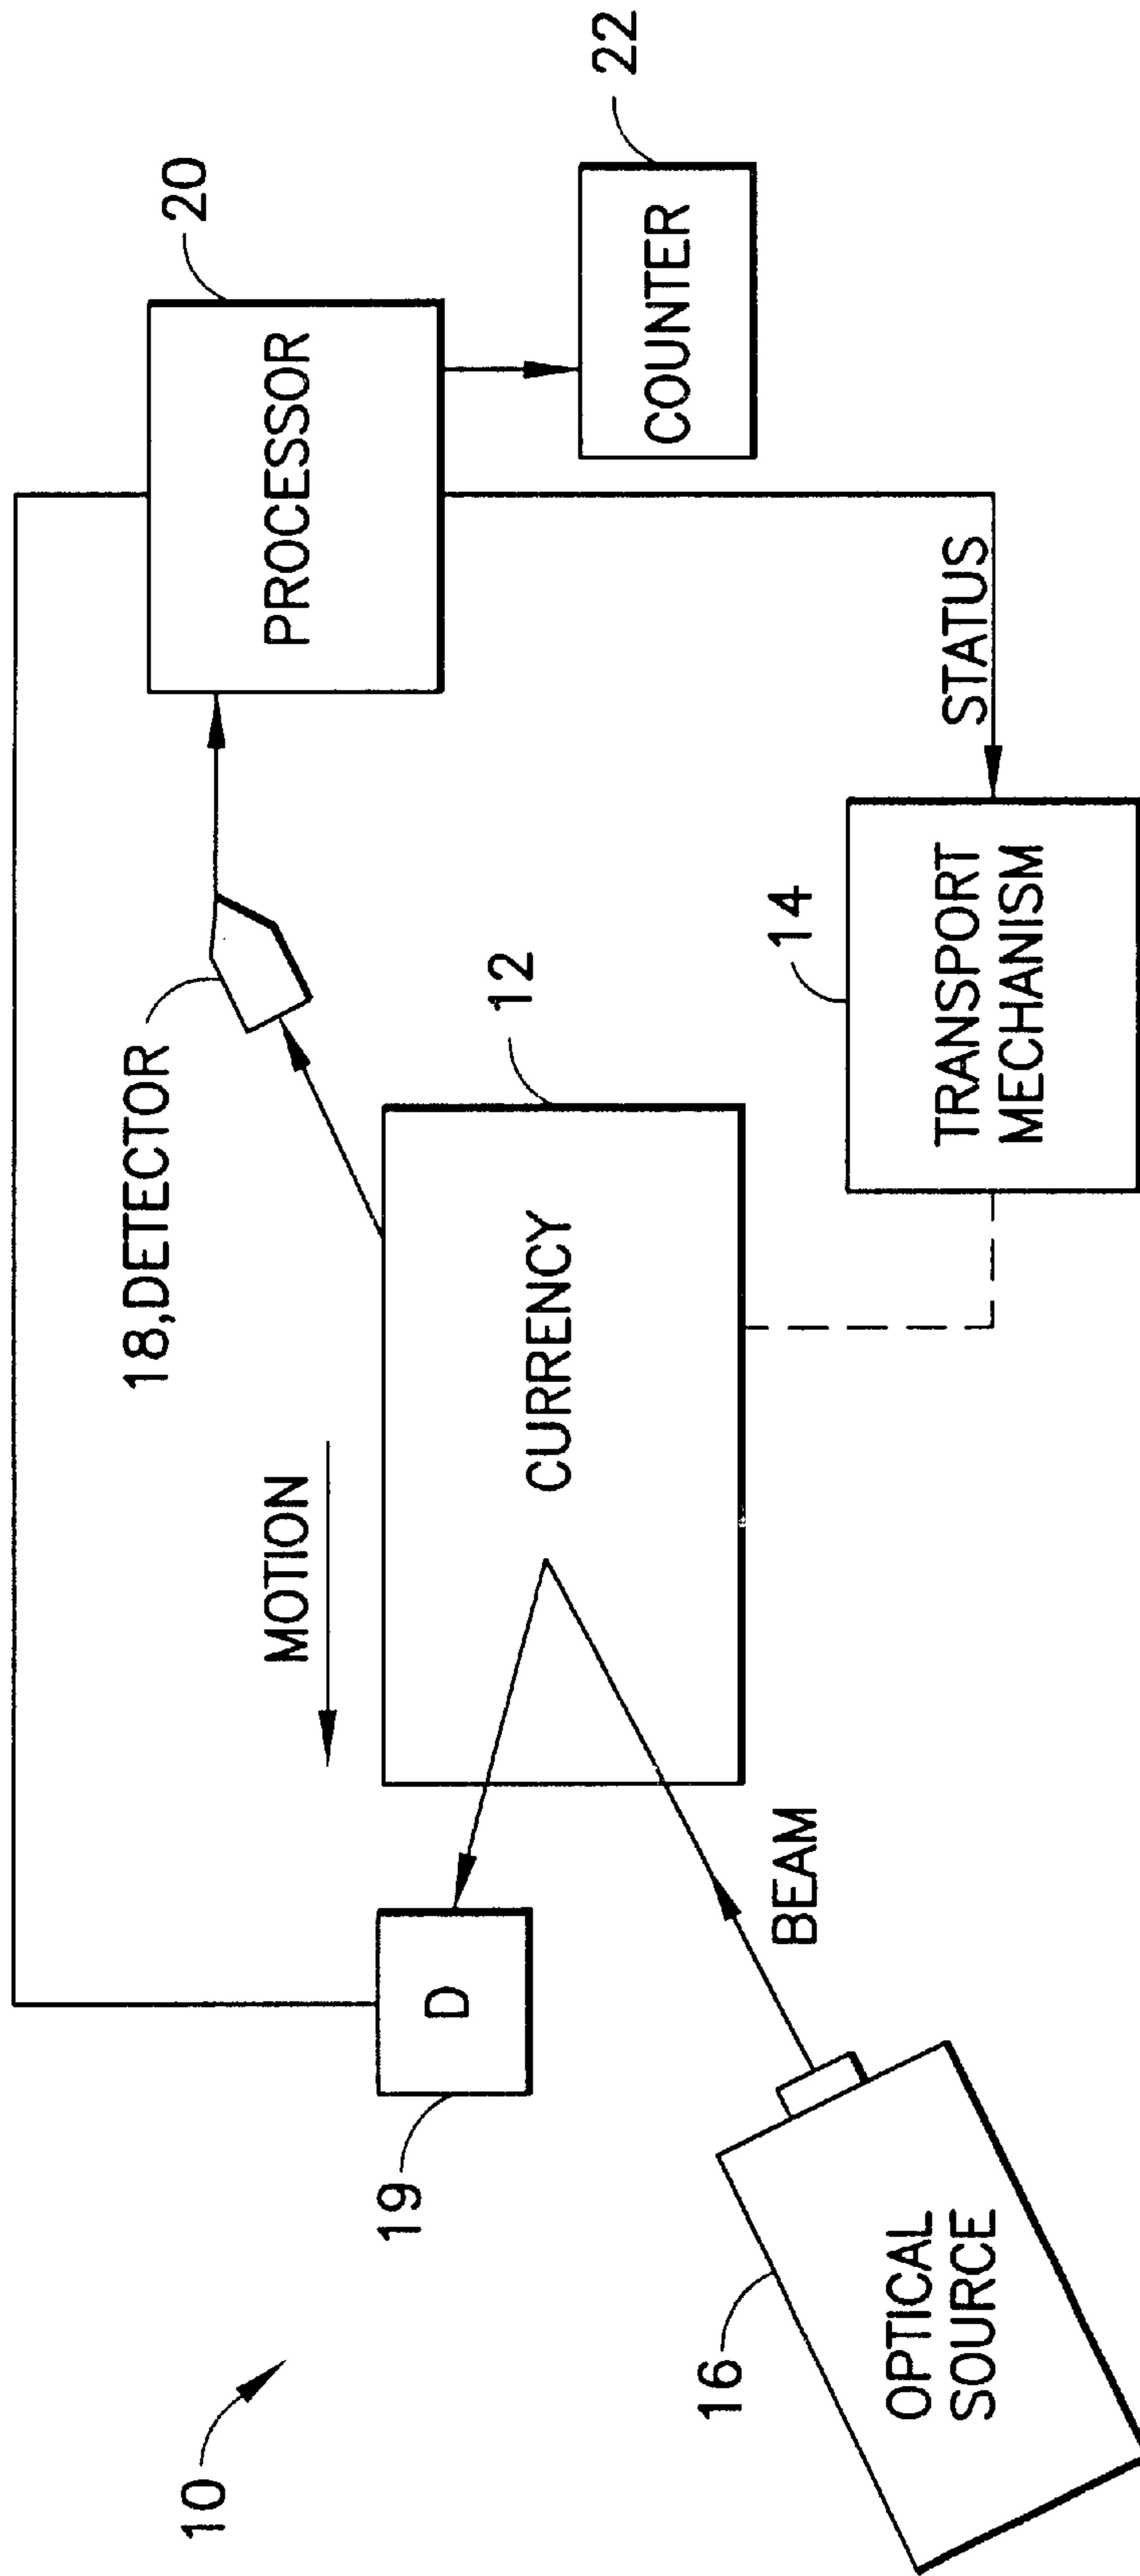 10
20
22
PROCESSOR
COUNTER
18,DETECTOR
MOTION
12
CURRENCY
STATUS
14
TRANSPORT
MECHANISM
19
D
BEAM
16
OPTICAL
SOURCE